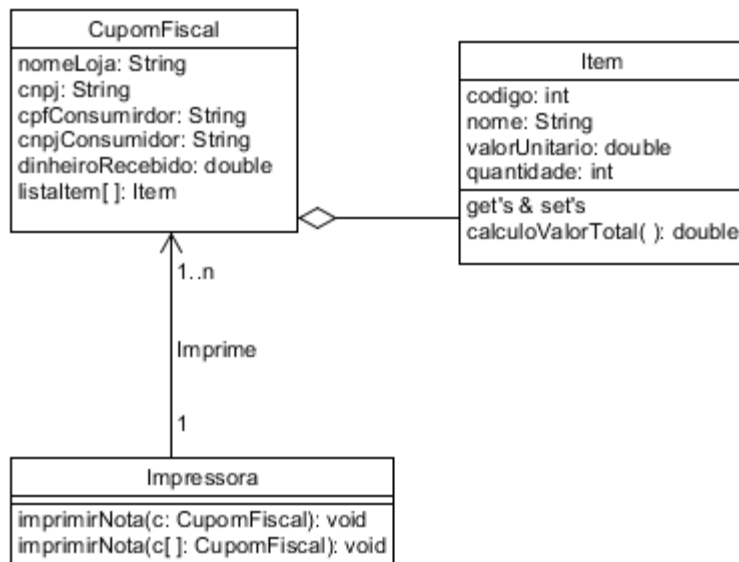 CupomFiscal
nomeLoja: String
cnpj: String
cpfConsumirdor: String
cnpjConsumidor: String
dinheiroRecebido: double
listaItem[ ]: Item
Item
codigo: int
nome: String
valorUnitario: double
quantidade: int
get's & set's
calculoValorTotal( ): double
1..n
Imprime
1
Impressora
imprimirNota(c: CupomFiscal): void
imprimirNota(c[ ]: CupomFiscal): void